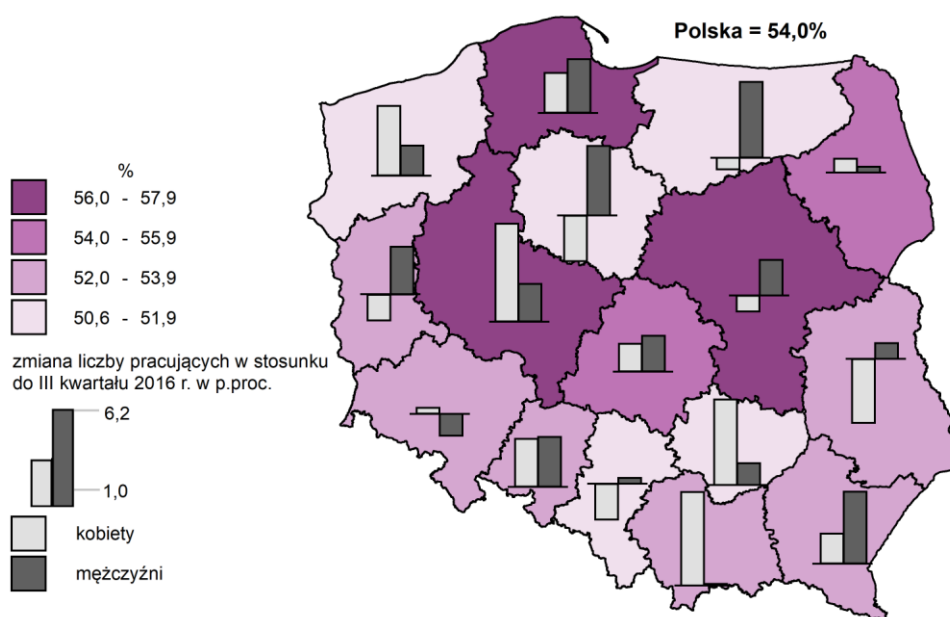 Polska = 54,0%
%
56,0 - 57,9
54,0 - 55,9
52,0 - 53,9
50,6 - 51,9
zmiana liczby pracujących w stosunku
do III kwartału 2016 r. w p.proc.
6,2
1,0
kobiety
mężczyźni